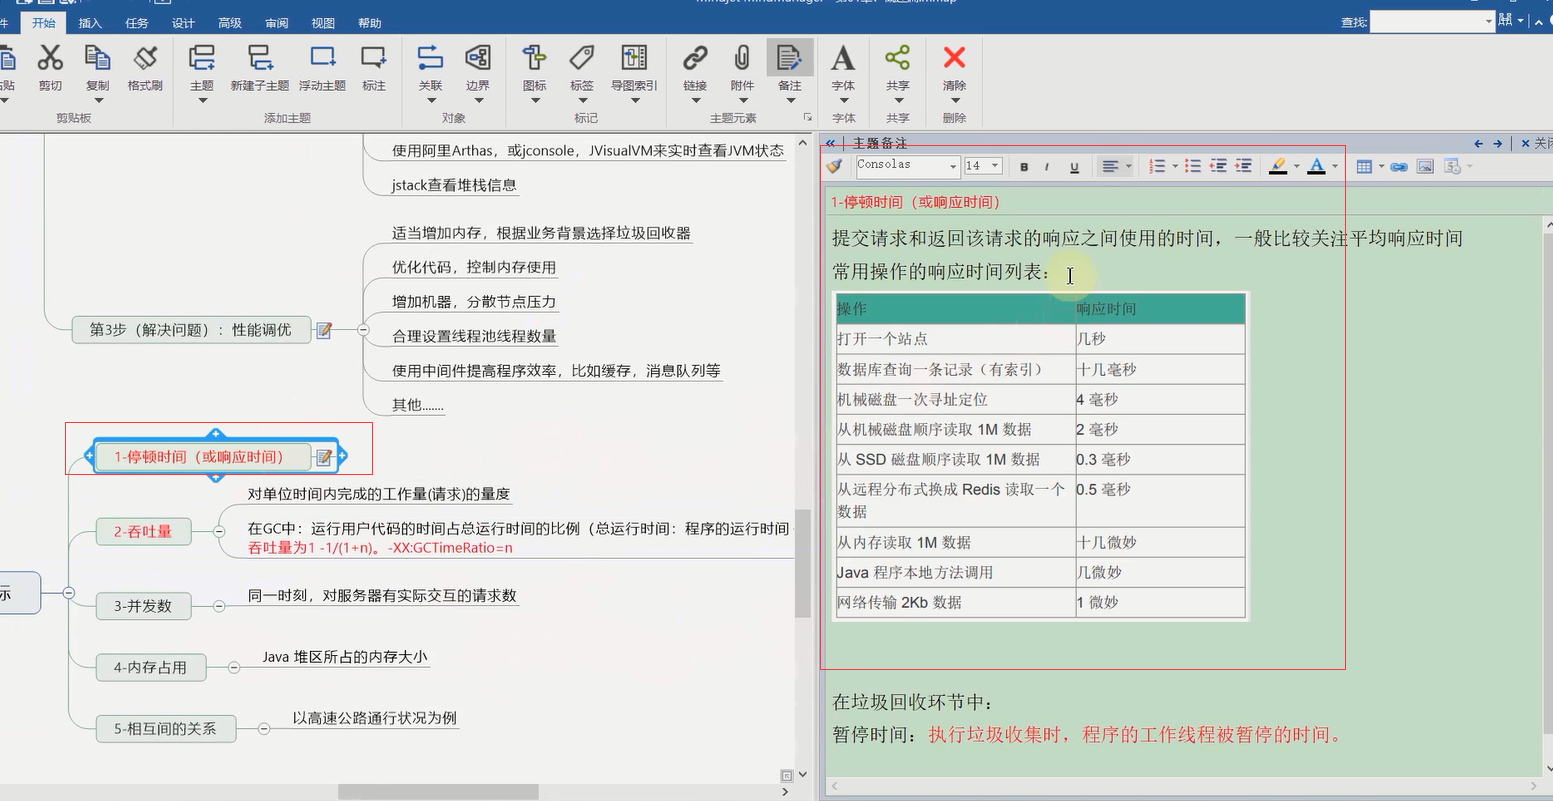 开始 插入 任务 设计 高级 审阅 视图 帮助
查找:
剪切 复制 格式刷 主题 新建子主题 浮动主题 标注 关联 边界 图标 标签 导图索引 链接 附件 备注 字体 共享 清除
剪贴板 添加主题 对象 标记 主题元素 字体 共享 删除
使用阿里Arthas，或jconsole，JVisualVM来实时查看JVM状态
jstack查看堆栈信息
适当增加内存，根据业务背景选择垃圾回收器
优化代码，控制内存使用
增加机器，分散节点压力
第3步（解决问题）：性能调优
合理设置线程池线程数量
使用中间件提高程序效率，比如缓存，消息队列等
其他.......
1-停顿时间（或响应时间）
2-吞吐量
对单位时间内完成的工作量(请求)的量度
在GC中：运行用户代码的时间占总运行时间的比例（总运行时间：程序的运行时间
吞吐量为1 -1/(1+n)。-XX:GCTimeRatio=n
示
3-并发数
同一时刻，对服务器有实际交互的请求数
4-内存占用
Java 堆区所占的内存大小
5-相互间的关系
以高速公路通行状况为例
主题备注
Consolas 14 B I U A
1-停顿时间（或响应时间）
提交请求和返回该请求的响应之间使用的时间，一般比较关注平均响应时间
常用操作的响应时间列表：
操作 响应时间
打开一个站点 几秒
数据库查询一条记录（有索引） 十几毫秒
机械磁盘一次寻址定位 4 毫秒
从机械磁盘顺序读取 1M 数据 2 毫秒
从 SSD 磁盘顺序读取 1M 数据 0.3 毫秒
从远程分布式换成 Redis 读取一个 0.5 毫秒
数据
从内存读取 1M 数据 十几微妙
Java 程序本地方法调用 几微妙
网络传输 2Kb 数据 1 微妙
在垃圾回收环节中：
暂停时间：执行垃圾收集时，程序的工作线程被暂停的时间。